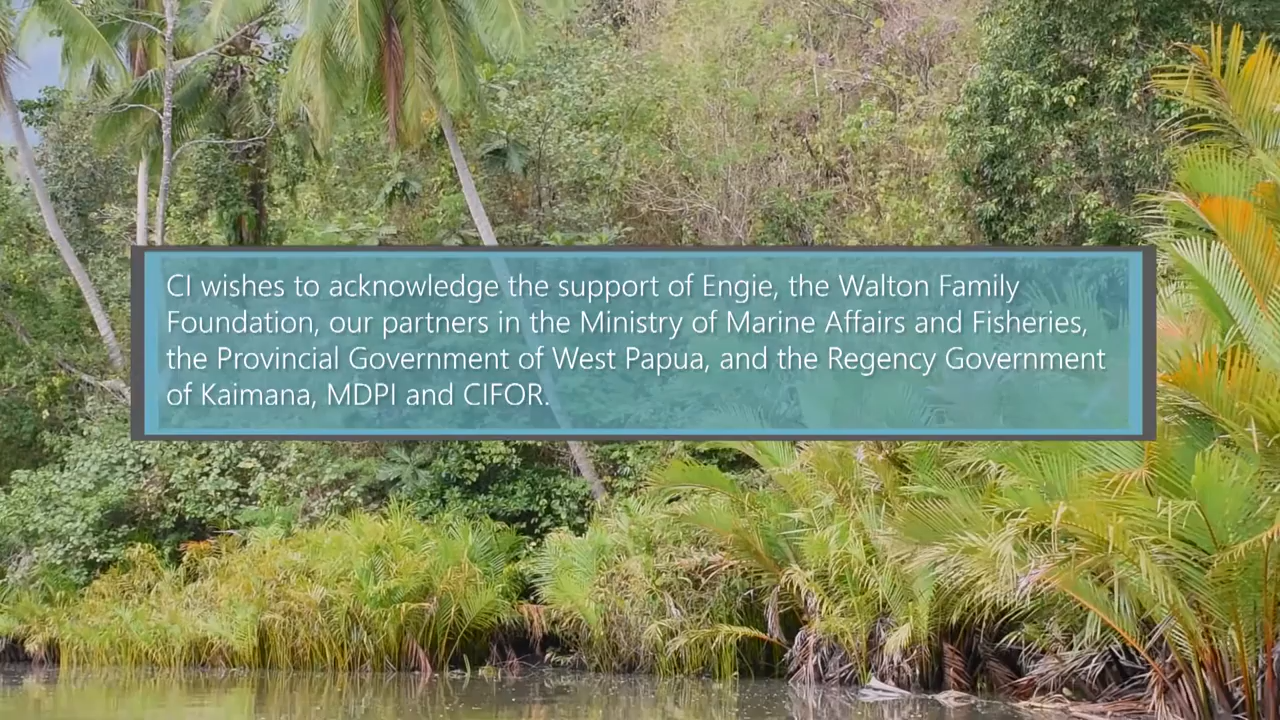 CI wishes to acknowledge the support of Engie, the Walton Family
Foundation, our partners in the Ministry of Marine Affairs and Fisheries,
the Provincial Government of West Papua, and the Regency Government
of Kaimana, MDPI and CIFOR.